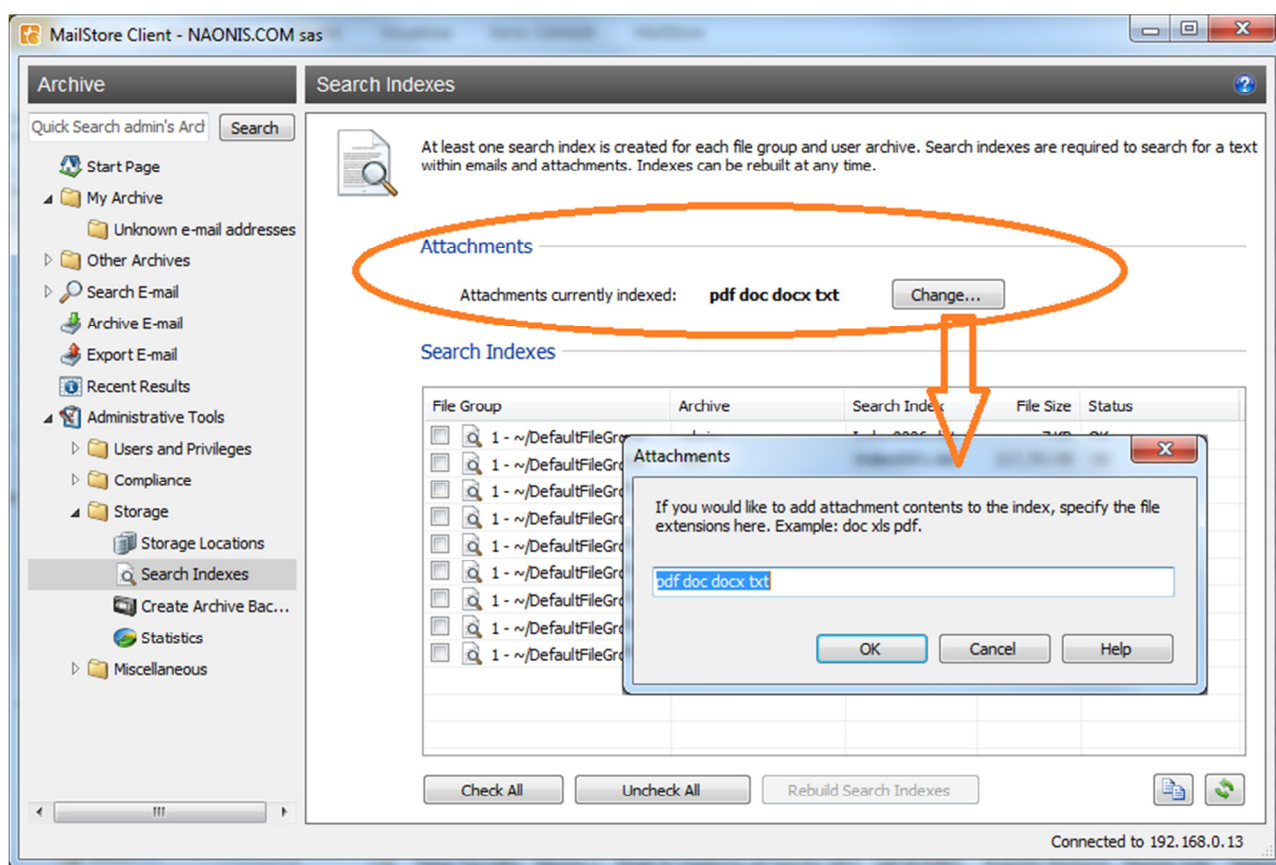 MailStore Client - NAONIS.COM sas
Archive
Search Indexes
Quick Search admin's Arch
Search
Start Page
My Archive
Unknown e-mail addresses
Other Archives
Search E-mail
Archive E-mail
Export E-mail
Recent Results
Administrative Tools
Users and Privileges
Compliance
Storage
Storage Locations
Search Indexes
Create Archive Bac...
Statistics
Miscellaneous
At least one search index is created for each file group and user archive. Search indexes are required to search for a text
within emails and attachments. Indexes can be rebuilt at any time.
Attachments
Attachments currently indexed: pdf doc docx txt Change...
Search Indexes
File Group Archive Search Index File Size Status
1 - ~/DefaultFileGro
1 - ~/DefaultFileGro
1 - ~/DefaultFileGro
1 - ~/DefaultFileGro
1 - ~/DefaultFileGro
1 - ~/DefaultFileGro
1 - ~/DefaultFileGro
1 - ~/DefaultFileGro
1 - ~/DefaultFileGro
Attachments
If you would like to add attachment contents to the index, specify the file
extensions here. Example: doc xls pdf.
pdf doc docx txt
OK Cancel Help
Check All Uncheck All Rebuild Search Indexes
Connected to 192.168.0.13